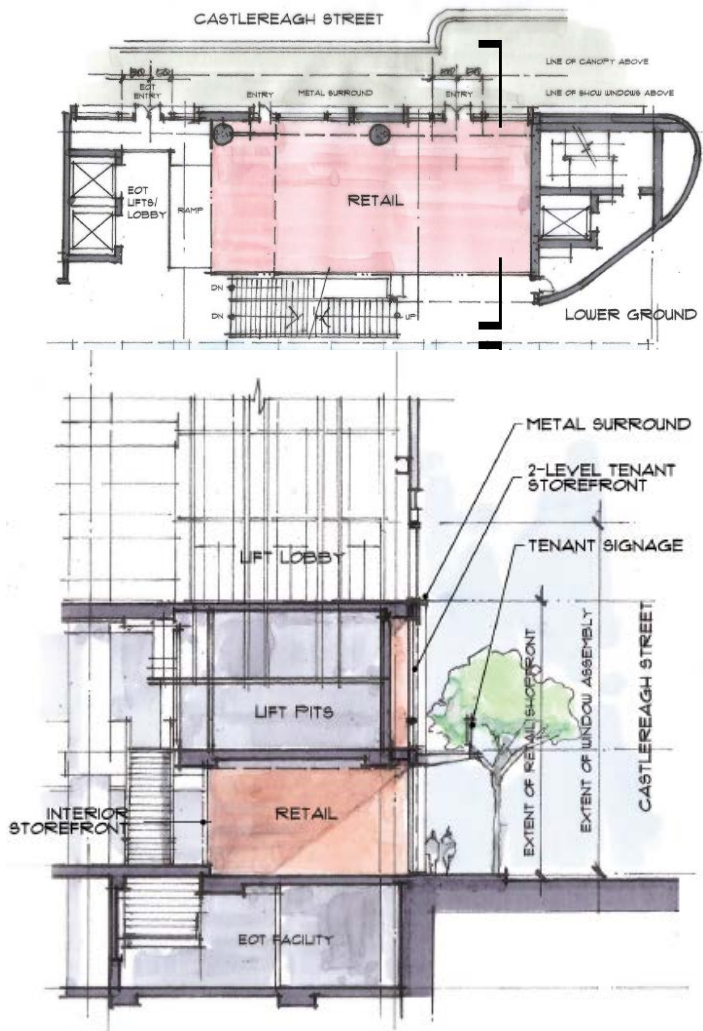 CASTLEREAGH STREET
LINE OF CANOPY ABOVE
EOT
ENTRY
ENTRY
METAL SURROUND
ENTRY
LINE OF SHOW WINDOWS ABOVE
EOT
LIFTS/
LOBBY
RAMP
RETAIL
DN
DN
UP
LOWER GROUND
METAL SURROUND
2-LEVEL TENANT
STOREFRONT
TENANT SIGNAGE
LIFT LOBBY
LIFT PITS
EXTENT OF RETAIL SHOPFRONT
EXTENT OF WINDOW ASSEMBLY
CASTLEREAGH STREET
INTERIOR
STOREFRONT
RETAIL
EOT FACILITY